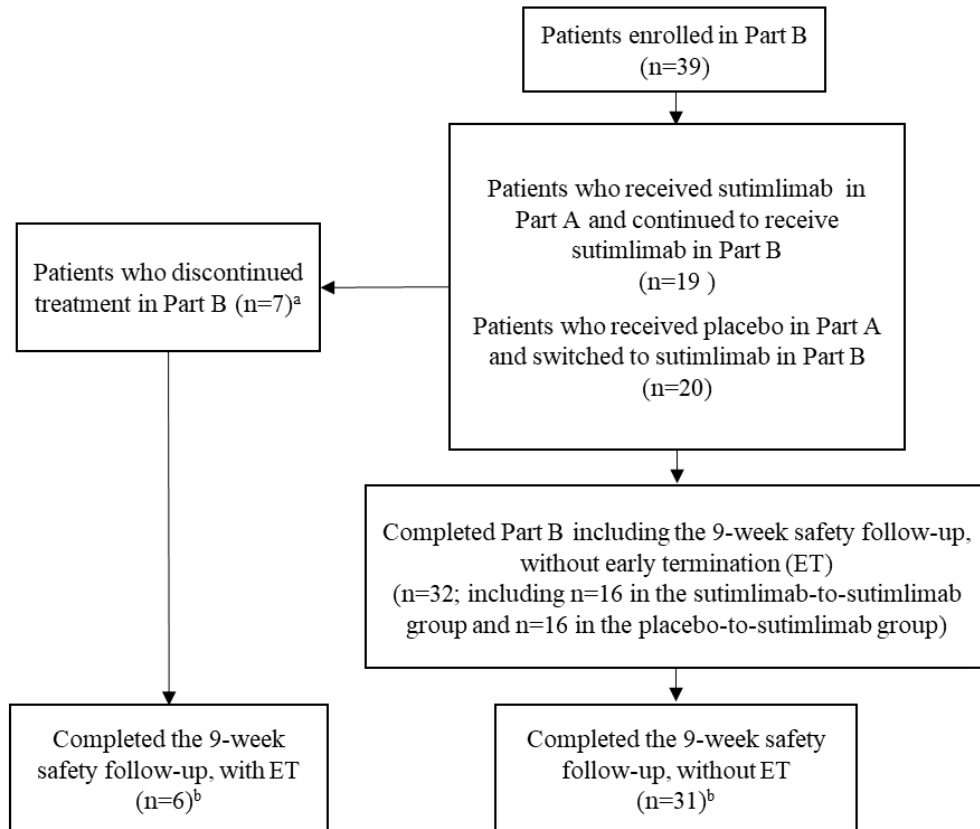 Patients enrolled in Part B
(n=39)
Patients who received sutimlimab in
Part A and continued to receive
sutimlimab in Part B
(n=19 )
Patients who received placebo in Part A
and switched to sutimlimab in Part B
(n=20)
Patients who discontinued
treatment in Part B (n=7)ᵃ
Completed Part B including the 9-week safety follow-up,
without early termination (ET)
(n=32; including n=16 in the sutimlimab-to-sutimlimab
group and n=16 in the placebo-to-sutimlimab group)
Completed the 9-week
safety follow-up, with ET
(n=6)ᵇ
Completed the 9-week safety
follow-up, without ET
(n=31)ᵇ